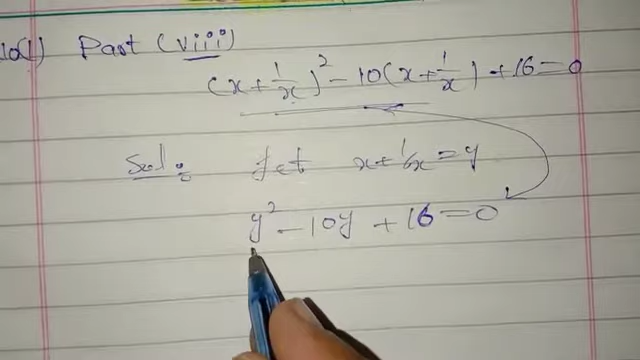 Part (viii)
(x+1/x)² - 10(x+1/x) + 16 = 0
Sol: Let x+1/x = y
y² - 10y + 16 = 0